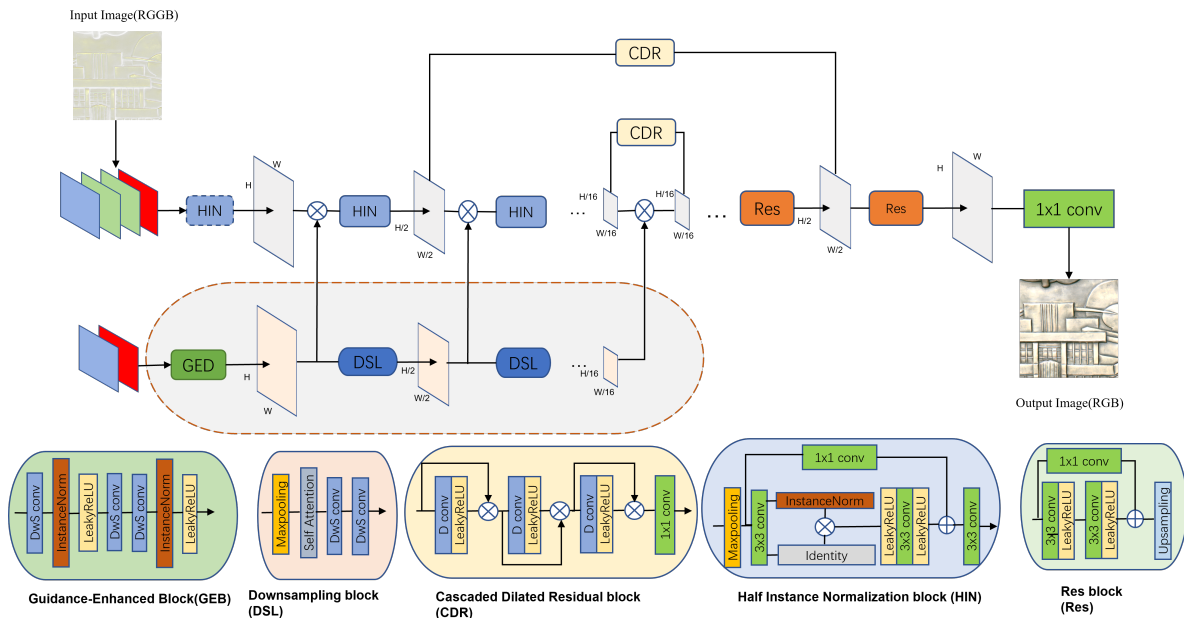 Input Image(RGGB)
CDR
CDR
W
H
HIN
HIN
H/2
W/2
HIN
...
H/16
W/16
H/16
W/16
...
Res
H/2
W/2
Res
H
W
1x1 conv
GED
H
W
DSL
H/2
W/2
DSL
...
H/16
W/16
Output Image(RGB)
DwS conv
InstanceNorm
LeakyReLU
DwS conv
DwS conv
InstanceNorm
LeakyReLU
Guidance-Enhanced Block(GEB)
Maxpooling
Self Attention
DwS conv
DwS conv
Downsampling block
(DSL)
D conv
LeakyReLU
D conv
LeakyReLU
D conv
LeakyReLU
1x1 conv
Cascaded Dilated Residual block
(CDR)
1x1 conv
Maxpooling
3x3 conv
InstanceNorm
Identity
LeakyReLU
3x3 conv
LeakyReLU
3x3 conv
Half Instance Normalization block (HIN)
1x1 conv
3x3 conv
LeakyReLU
3x3 conv
LeakyReLU
Upsampling
Res block
(Res)